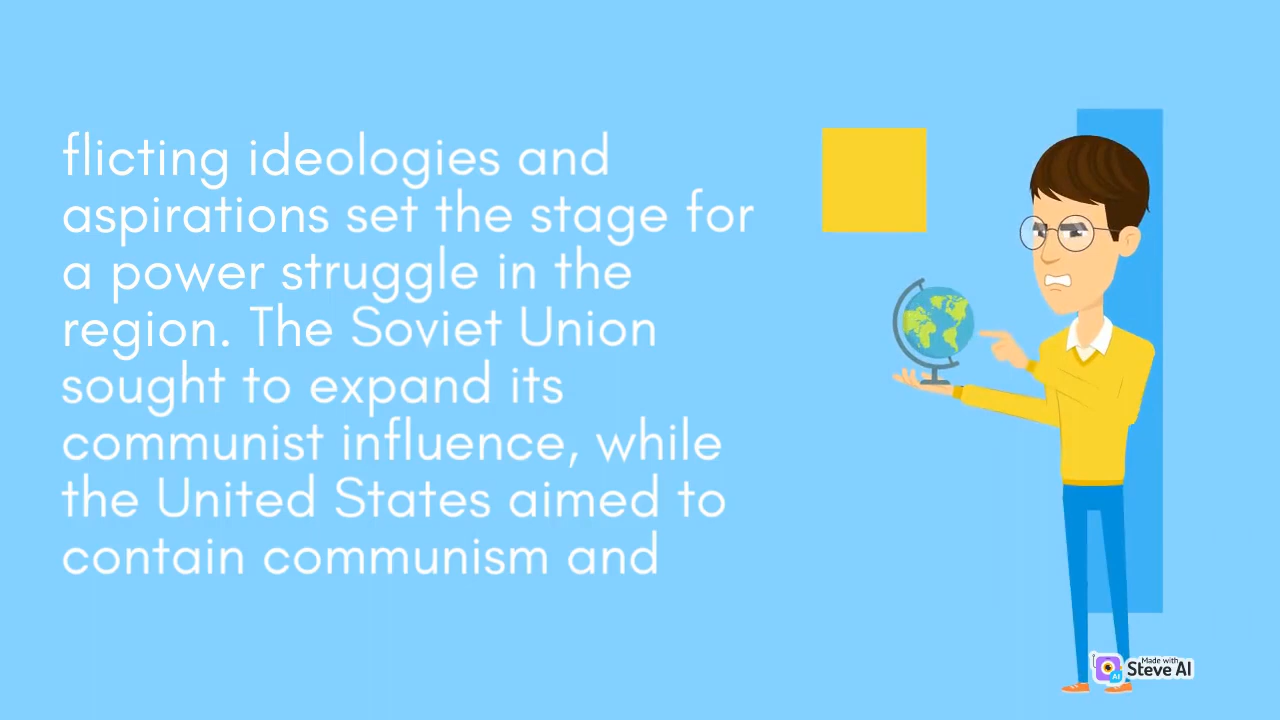 flicting ideologies and
aspirations set the stage for
a power struggle in the
region. The Soviet Union
sought to expand its
communist influence, while
the United States aimed to
contain communism and
Made with
Steve AI
AI